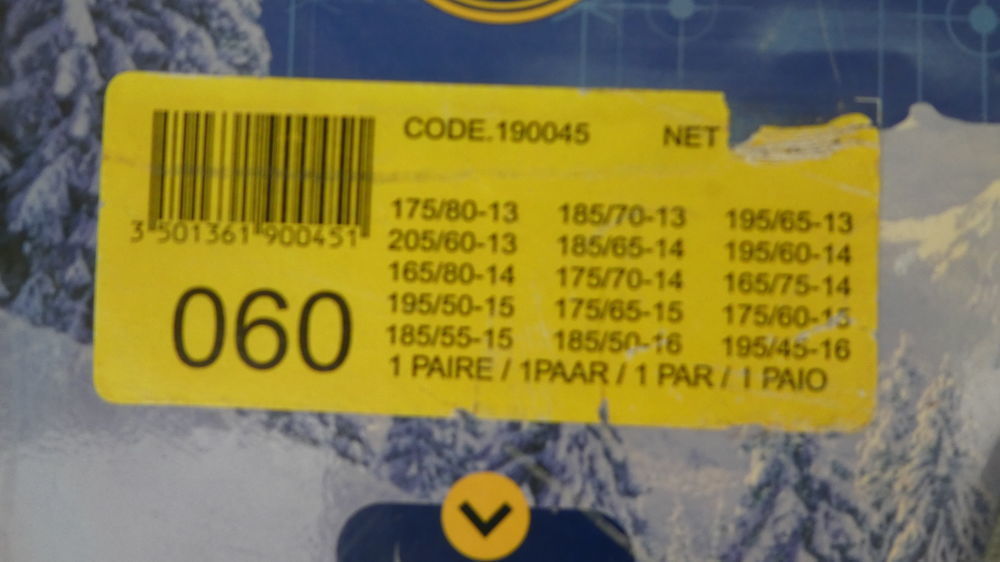 CODE.190045 NET
3 501361 900451
060
175/80-13 185/70-13 195/65-13
205/60-13 185/65-14 195/60-14
165/80-14 175/70-14 165/75-14
195/50-15 175/65-15 175/60-15
185/55-15 185/50-16 195/45-16
1 PAIRE / 1PAAR / 1 PAR / 1 PAIO